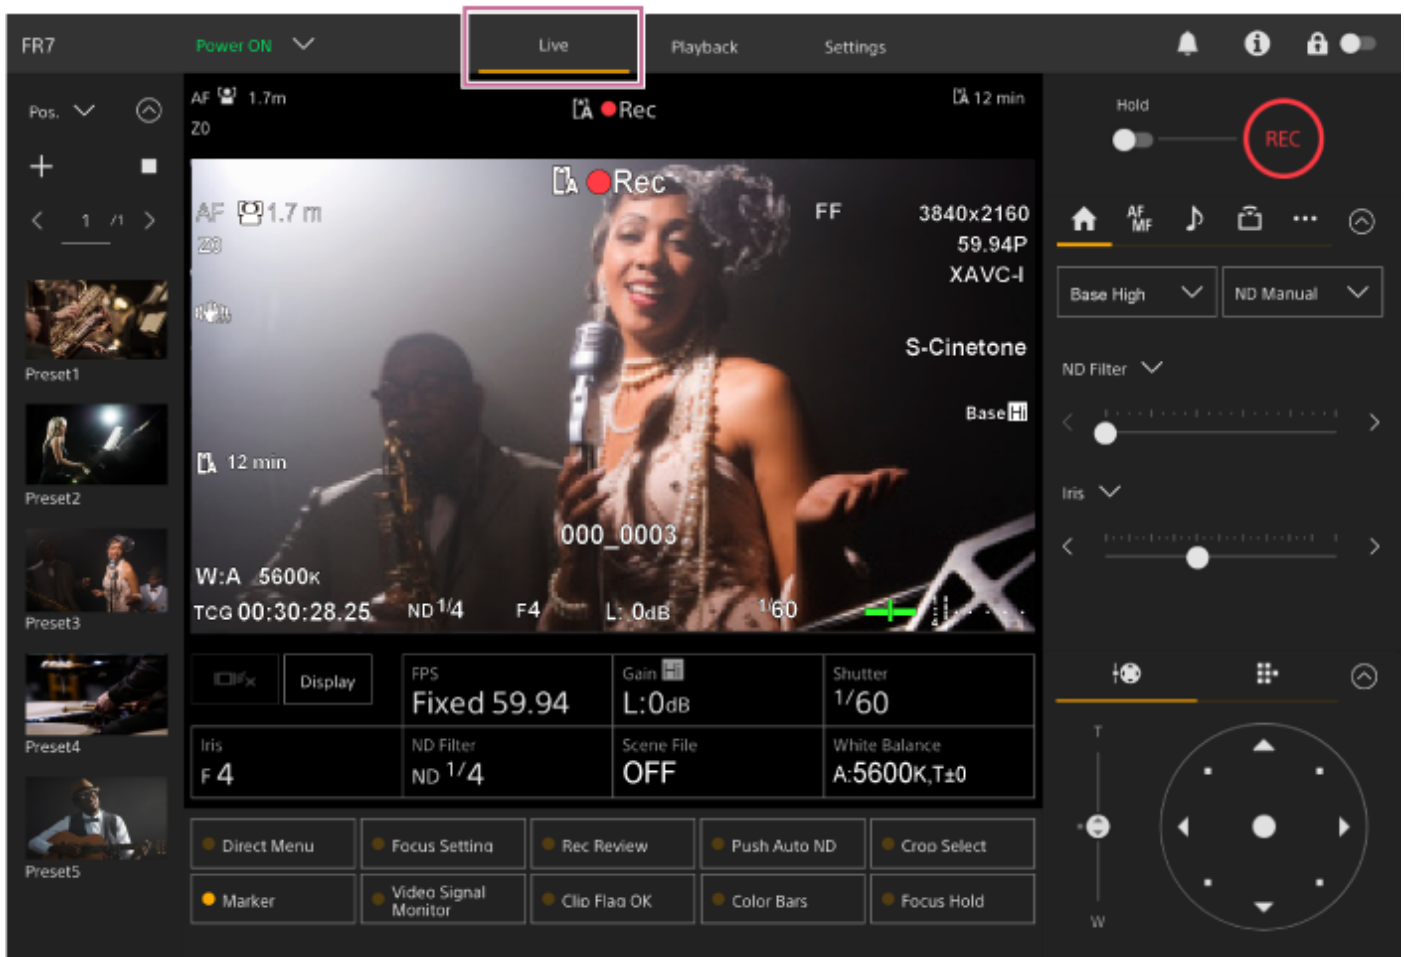 FR7
Power ON
Live
Playback
Settings
Pos.
1 /1
Preset1
Preset2
Preset3
Preset4
Preset5
AF 1.7m
Z0
A Rec
A 12 min
A Rec
AF 1.7 m
Z0
FF
3840x2160
59.94P
XAVC-I
S-Cinetone
Base Hi
A 12 min
000_0003
W:A 5600K
TCG 00:30:28.25 ND 1/4 F4 L: 0dB 1/60
Display
FPS
Fixed 59.94
Gain Hi
L:0dB
Shutter
1/60
Iris
F 4
ND Filter
ND 1/4
Scene File
OFF
White Balance
A:5600K,T±0
Direct Menu
Focus Setting
Rec Review
Push Auto ND
Crop Select
Marker
Video Signal
Monitor
Clip Flag OK
Color Bars
Focus Hold
Hold
REC
AF
MF
Base High
ND Manual
ND Filter
Iris
T
W